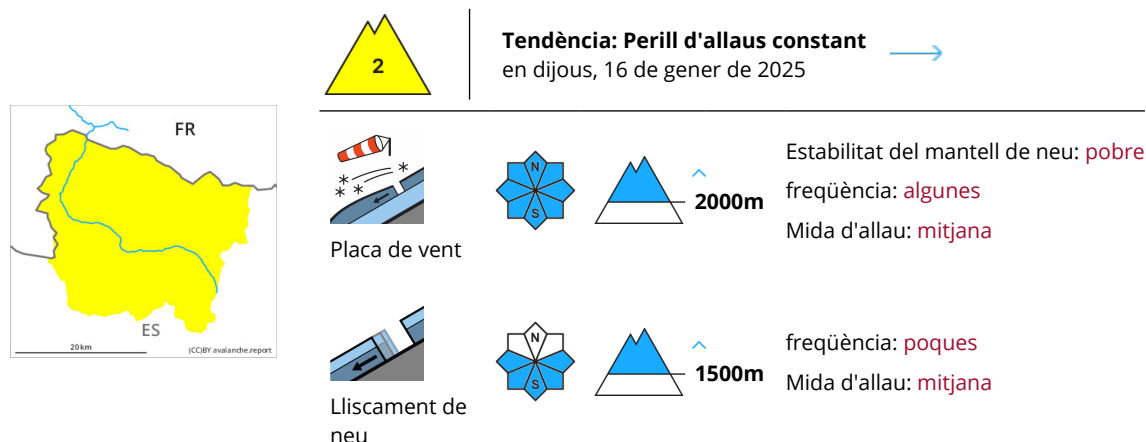 2
Tendència: Perill d'allaus constant
en dijous, 16 de gener de 2025
FR
ES
20 km
(CC)BY avalanche.report
N
S
2000m
Placa de vent
Estabilitat del mantell de neu: pobre
freqüència: algunes
Mida d'allau: mitjana
N
S
1500m
Lliscament de
neu
freqüència: poques
Mida d'allau: mitjana